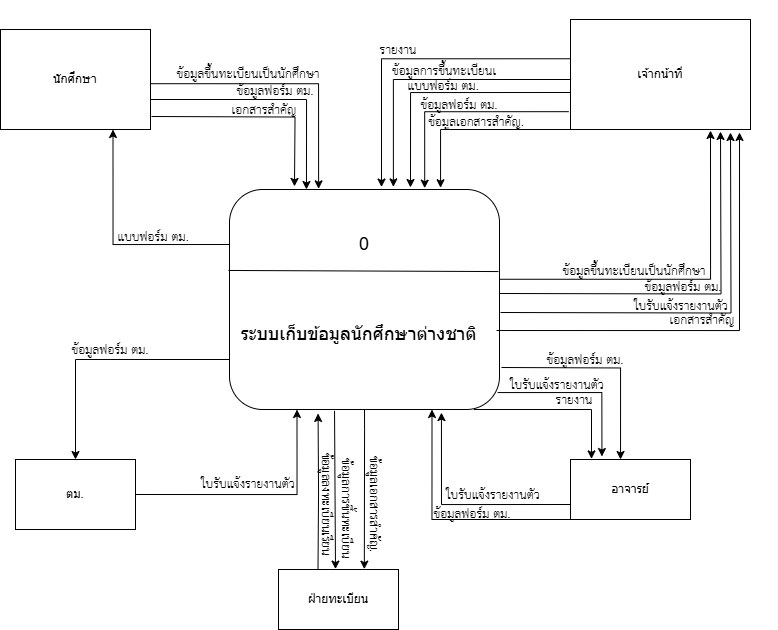 รายงาน
นักศึกษา
เจ้าหน้าที่
ข้อมูลขึ้นทะเบียนเป็นนักศึกษา
ข้อมูลการขึ้นทะเบียนเ
แบบฟอร์ม ตม.
ข้อมูลฟอร์ม ตม.
ข้อมูลฟอร์ม ตม.
เอกสารสำคัญ
ข้อมูลเอกสารสำคัญ.
แบบฟอร์ม ตม.
0
ข้อมูลขึ้นทะเบียนเป็นนักศึกษา
ข้อมูลฟอร์ม ตม.
ใบรับแจ้งรายงานตัว
เอกสารสำคัญ
ระบบเก็บข้อมูลนักศึกษาต่างชาติ
ข้อมูลฟอร์ม ตม.
ข้อมูลฟอร์ม ตม.
ใบรับแจ้งรายงานตัว
รายงาน
ตม.
ใบรับแจ้งรายงานตัว
ข้อมูลลงทะเบียนเรียน
ข้อมูลการขึ้นทะเบียน
ข้อมูลเอกสารสำคัญ.
ใบรับแจ้งรายงานตัว
ข้อมูลฟอร์ม ตม.
อาจารย์
ฝ่ายทะเบียน